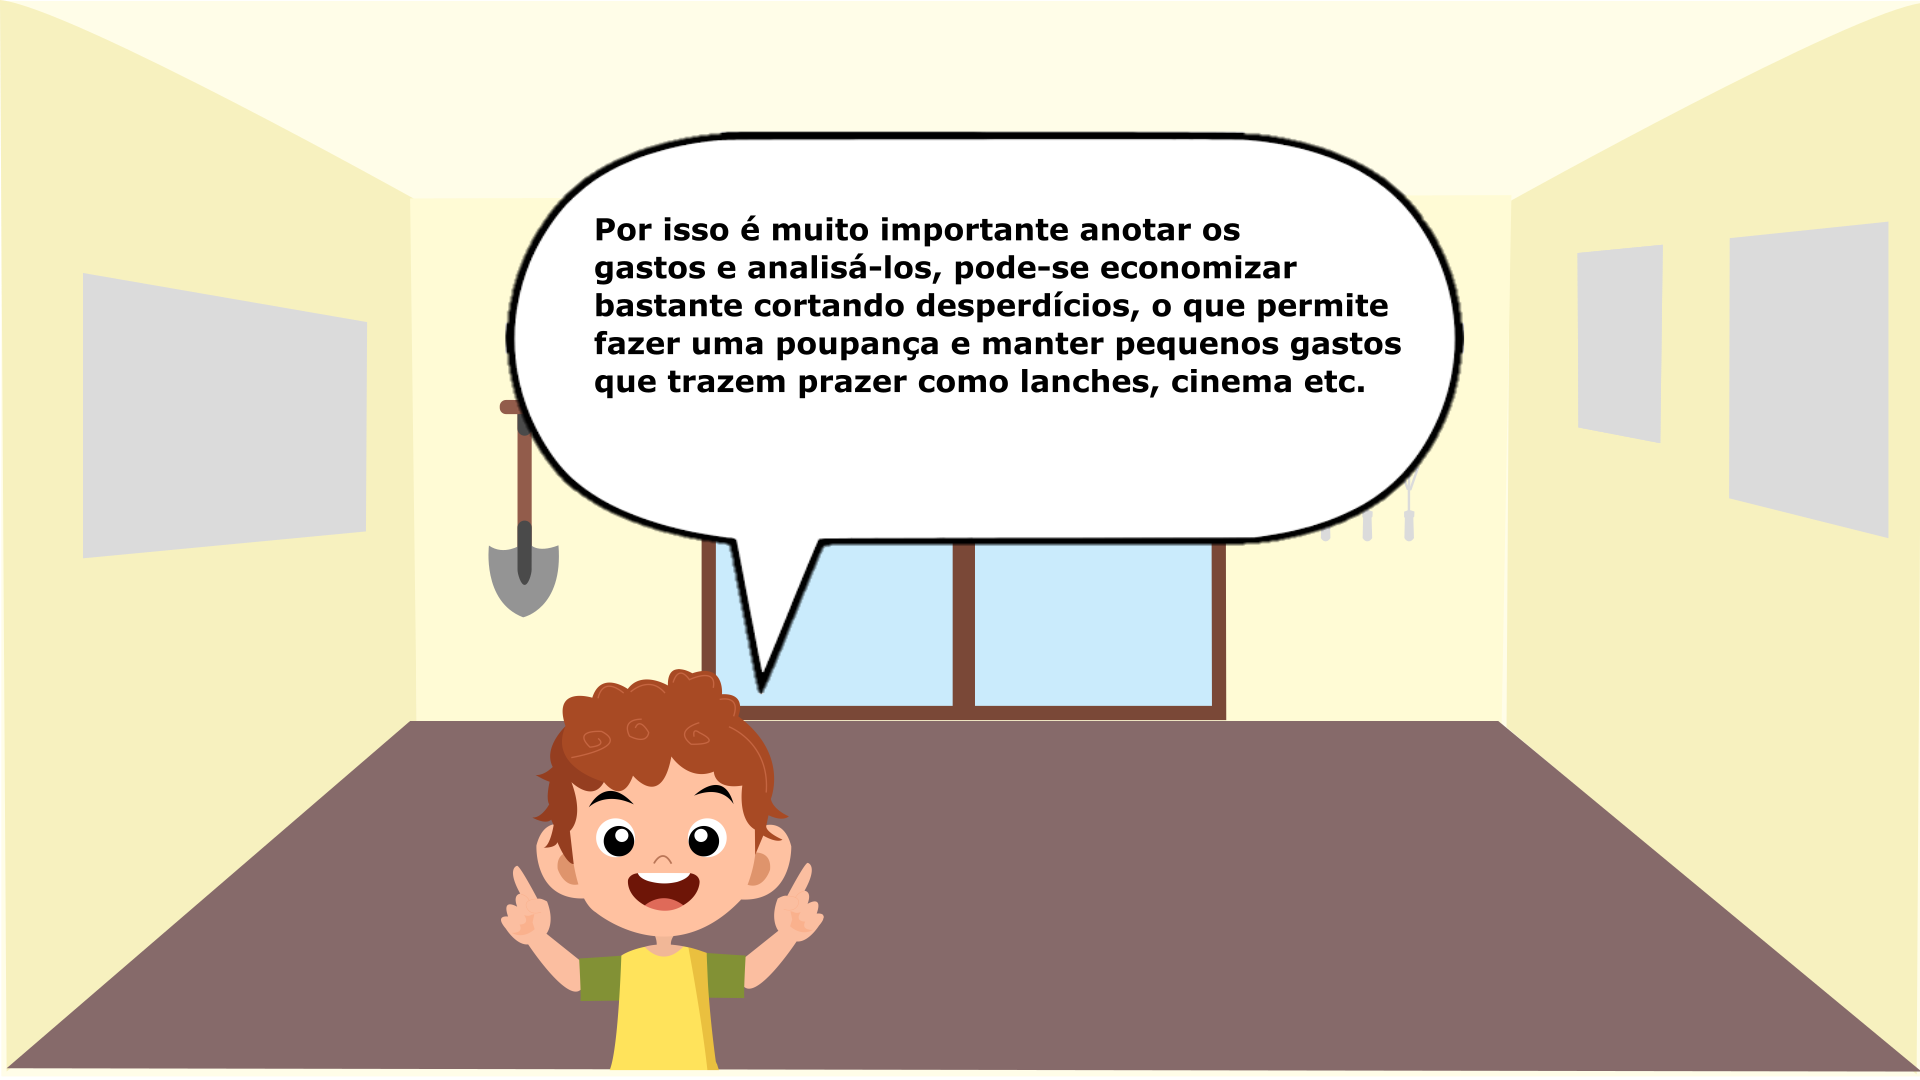 Por isso é muito importante anotar os
gastos e analisá-los, pode-se economizar
bastante cortando desperdícios, o que permite
fazer uma poupança e manter pequenos gastos
que trazem prazer como lanches, cinema etc.